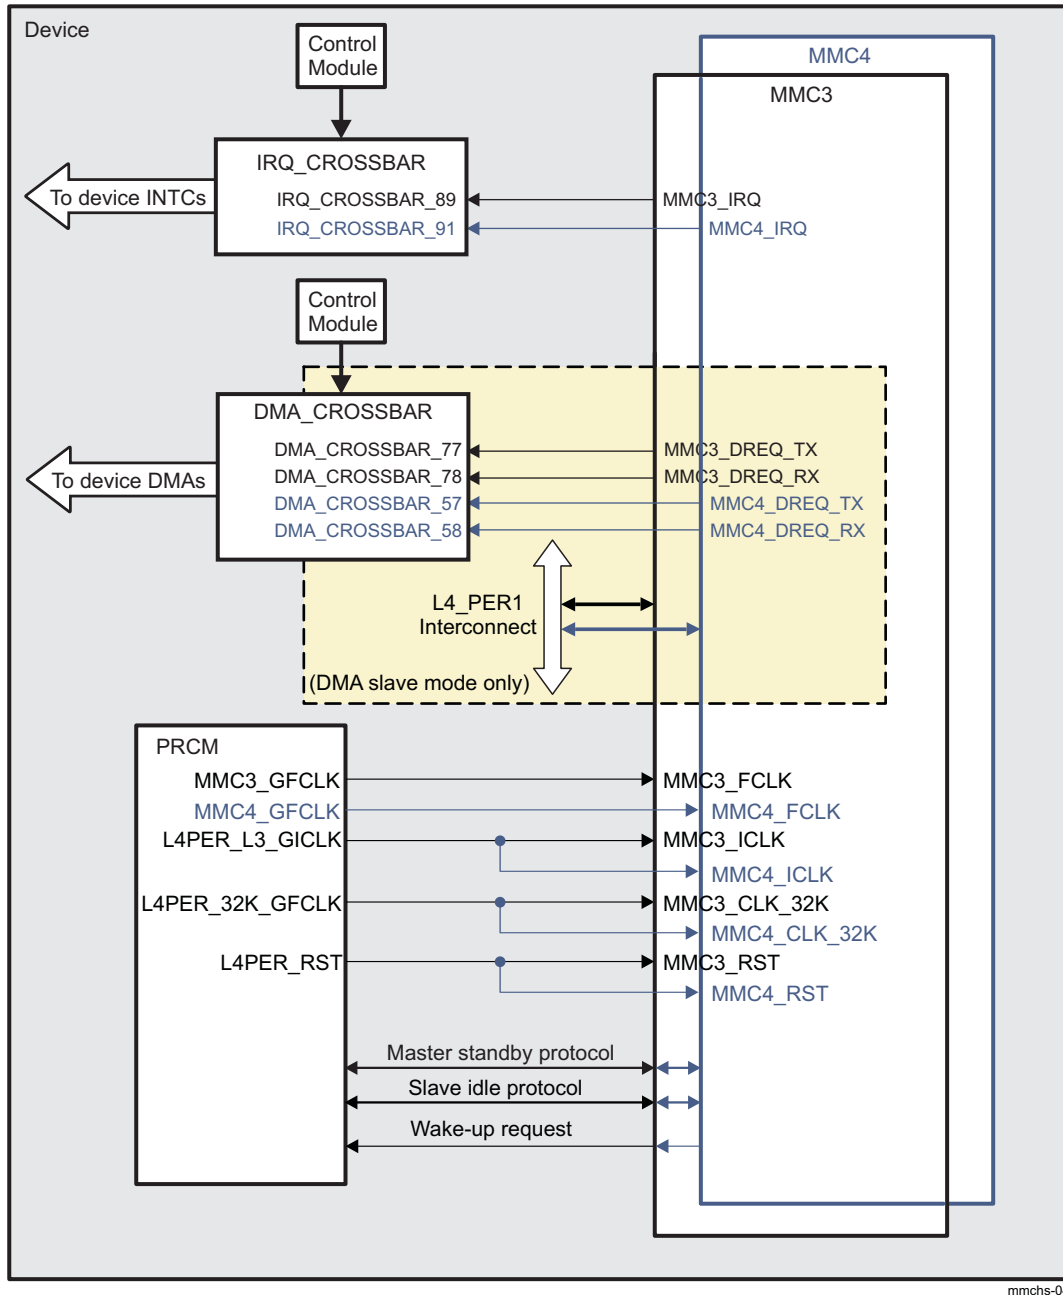 Device
Control
Module
MMC4
MMC3
IRQ_CROSSBAR
To device INTCs
IRQ_CROSSBAR_89
MMC3_IRQ
IRQ_CROSSBAR_91
MMC4_IRQ
Control
Module
DMA_CROSSBAR
To device DMAs
DMA_CROSSBAR_77
MMC3_DREQ_TX
DMA_CROSSBAR_78
MMC3_DREQ_RX
DMA_CROSSBAR_57
MMC4_DREQ_TX
DMA_CROSSBAR_58
MMC4_DREQ_RX
L4_PER1
Interconnect
(DMA slave mode only)
PRCM
MMC3_GFCLK
MMC3_FCLK
MMC4_GFCLK
MMC4_FCLK
L4PER_L3_GICLK
MMC3_ICLK
MMC4_ICLK
L4PER_32K_GFCLK
MMC3_CLK_32K
MMC4_CLK_32K
L4PER_RST
MMC3_RST
MMC4_RST
Master standby protocol
Slave idle protocol
Wake-up request